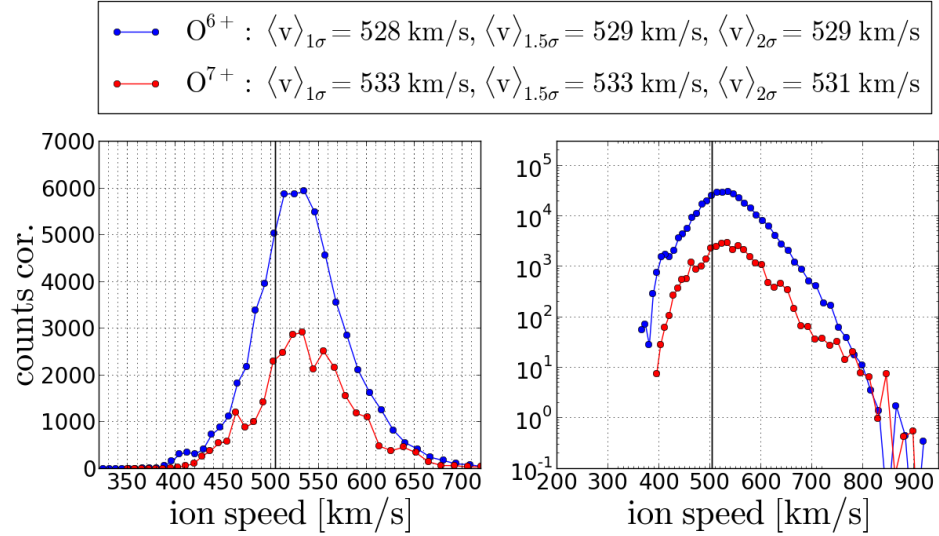 O⁶⁺ : ⟨v⟩₁σ = 528 km/s, ⟨v⟩₁.₅σ = 529 km/s, ⟨v⟩₂σ = 529 km/s
O⁷⁺ : ⟨v⟩₁σ = 533 km/s, ⟨v⟩₁.₅σ = 533 km/s, ⟨v⟩₂σ = 531 km/s
counts cor.
7000
6000
5000
4000
3000
2000
1000
0
350 400 450 500 550 600 650 700
ion speed [km/s]
10⁵
10⁴
10³
10²
10¹
10⁰
10⁻¹
200 300 400 500 600 700 800 900
ion speed [km/s]